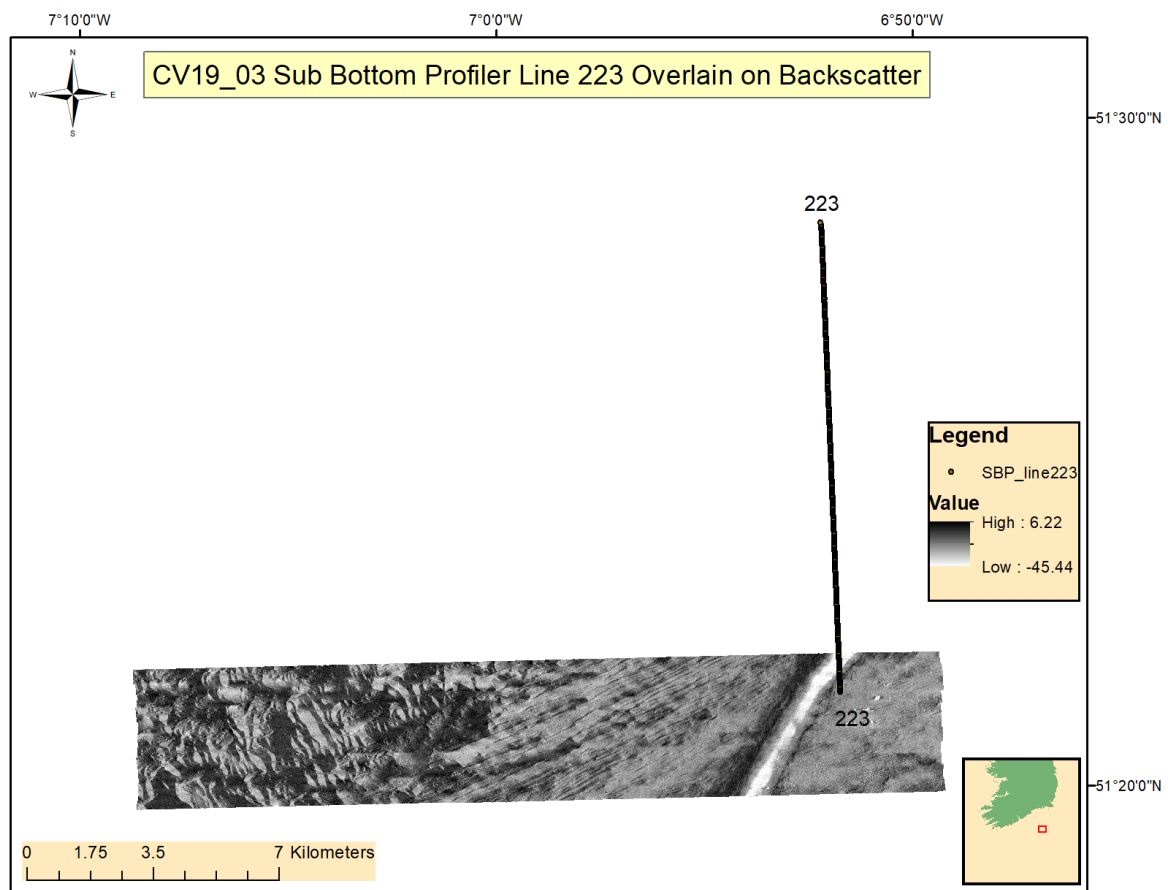 7°10'0"W
7°0'0"W
6°50'0"W
N
W
E
S
CV19_03 Sub Bottom Profiler Line 223 Overlain on Backscatter
51°30'0"N
223
Legend
SBP_line223
Value
High : 6.22
Low : -45.44
223
51°20'0"N
0 1.75 3.5 7 Kilometers